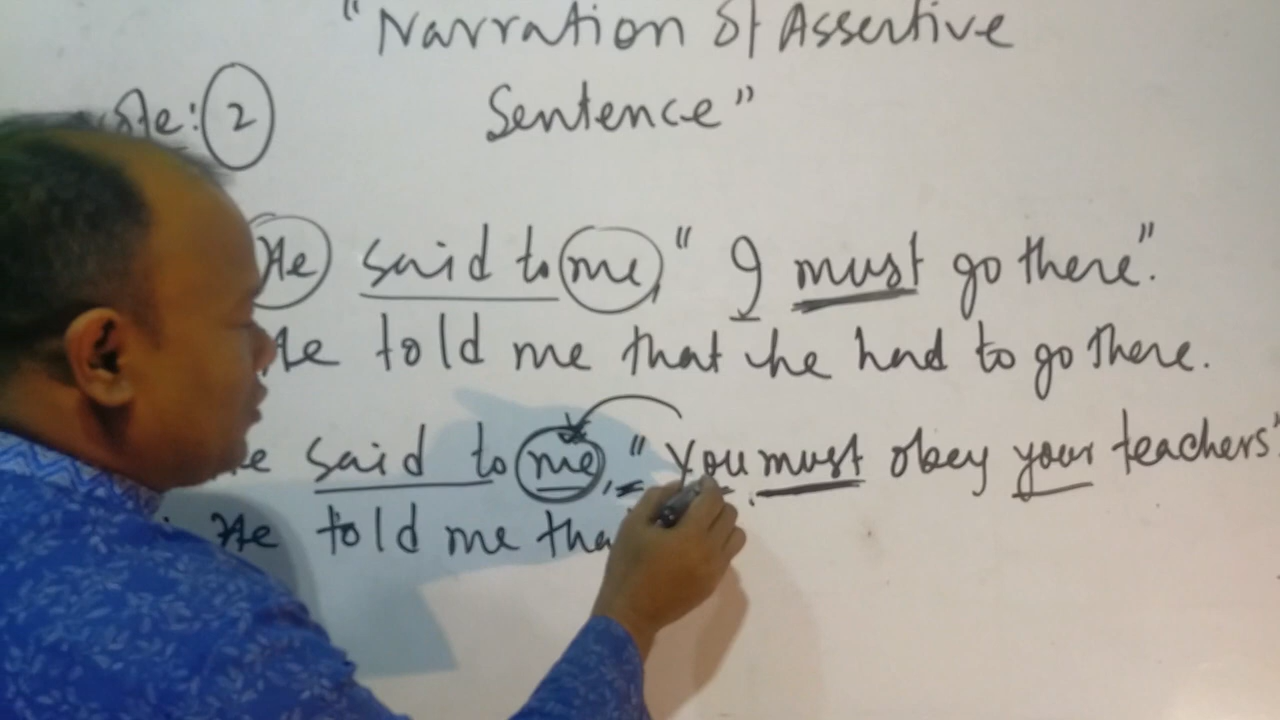 "Narration of Assertive
Sentence"
2
He said to me, "I must go there".
He told me that he had to go there.
said to me, "you must obey your teachers".
He told me tha